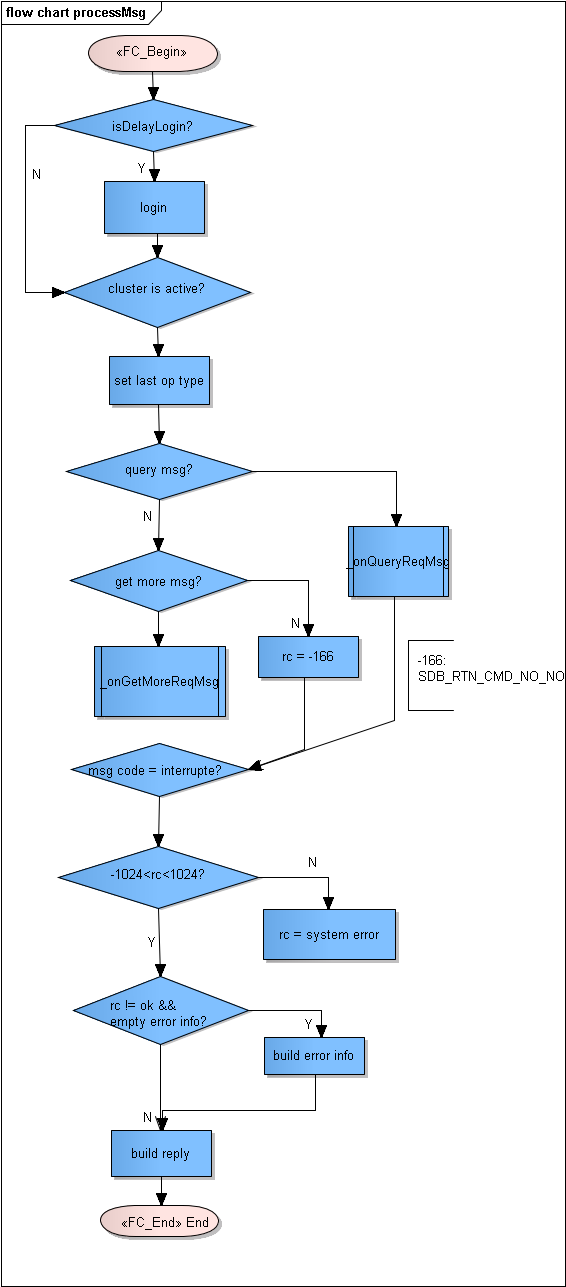 flow chart processMsg
«FC_Begin»
isDelayLogin?
N
Y
login
cluster is active?
set last op type
query msg?
N
_onQueryReqMsg
get more msg?
N
rc = -166
-166:
SDB_RTN_CMD_NO_NO
_onGetMoreReqMsg
msg code = interrupte?
-1024<rc<1024?
N
rc = system error
Y
rc != ok &&
empty error info?
Y
build error info
N
build reply
«FC_End» End